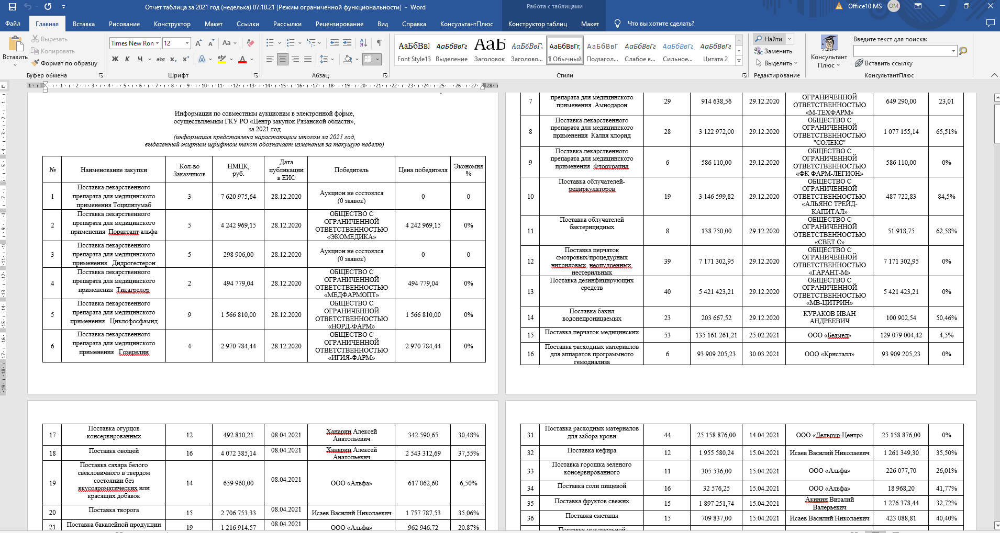 Отчет таблица за 2021 год (неделька) 07.10.21 [Режим ограниченной функциональности] - Word
Работа с таблицами
Office10 MS
OM
Файл
Главная
Вставка
Рисование
Конструктор
Макет
Ссылки
Рассылки
Рецензирование
Вид
Справка
КонсультантПлюс
Конструктор таблиц
Макет
Что вы хотите сделать?
Вставить
Вырезать
Копировать
Формат по образцу
Буфер обмена
Times New Ron
12
Шрифт
Абзац
АаБбВвІ
Font Style13
АаБбВвГг
Выделение
АаБ
Заголовок
АаБбВвГ
Заголово...
АаБбВвГг,
¶ Обычный
АаБбВвГ
Подзагол...
АаБбВвГг
Слабое в...
АаБбВвГг
Сильное...
АаБбВвГг
Цитата 2
Стили
Найти
Заменить
Выделить
Редактирование
Консультант
Плюс
Введите текст для поиска:
Вставить ссылку
КонсультантПлюс
Информация по совместным аукционам в электронной форме,
осуществляемым ГКУ РО «Центр закупок Рязанской области»,
за 2021 год
(информация представлена нарастающим итогом за 2021 год,
выделенный жирным шрифтом текст обозначает изменения за текущую неделю)
№
Наименование закупки
Кол-во
Заказчиков
НМЦК,
руб.
Дата
публикации
в ЕИС
Победитель
Цена победителя
Экономия
%
1
Поставка лекарственного
препарата для медицинского
применения Тоцилизумаб
3
7 620 975,64
28.12.2020
Аукцион не состоялся
(0 заявок)
0
0
2
Поставка лекарственного
препарата для медицинского
применения Порактант альфа
5
4 242 969,15
28.12.2020
ОБЩЕСТВО С
ОГРАНИЧЕННОЙ
ОТВЕТСТВЕННОСТЬЮ
«ЭКОМЕДИКА»
4 242 969,15
0%
3
Поставка лекарственного
препарата для медицинского
применения Дидрогестерон
5
298 906,00
28.12.2020
Аукцион не состоялся
(0 заявок)
0
0
4
Поставка лекарственного
препарата для медицинского
применения Тикагрелор
2
494 779,04
28.12.2020
ОБЩЕСТВО С
ОГРАНИЧЕННОЙ
ОТВЕТСТВЕННОСТЬЮ
«МЕДФАРМОПТ»
494 779,04
0%
5
Поставка лекарственного
препарата для медицинского
применения Циклофосфамид
9
1 566 810,00
28.12.2020
ОБЩЕСТВО С
ОГРАНИЧЕННОЙ
ОТВЕТСТВЕННОСТЬЮ
«НОРД-ФАРМ»
1 566 810,00
0%
6
Поставка лекарственного
препарата для медицинского
применения Гозерелин
4
2 970 784,44
28.12.2020
ОБЩЕСТВО С
ОГРАНИЧЕННОЙ
ОТВЕТСТВЕННОСТЬЮ
«ИГИЯ-ФАРМ»
2 970 784,44
0%
7
препарата для медицинского
применения Амиодарон
29
914 638,56
29.12.2020
ОГРАНИЧЕННОЙ
ОТВЕТСТВЕННОСТЬЮ
«М-ТЕХФАРМ»
649 290,00
23,01
8
Поставка лекарственного
препарата для медицинского
применения Калия хлорид
28
3 122 972,00
29.12.2020
ОБЩЕСТВО С
ОГРАНИЧЕННОЙ
ОТВЕТСТВЕННОСТЬЮ
"СОЛЕКС"
1 077 155,14
65,51%
9
Поставка лекарственного
препарата для медицинского
применения Фторурацил
6
586 110,00
29.12.2020
ОБЩЕСТВО С
ОГРАНИЧЕННОЙ
ОТВЕТСТВЕННОСТЬЮ
«ФК ФАРМ-ЛЕГИОН»
586 110,00
0%
10
Поставка облучателей-
рециркуляторов
19
3 146 599,82
29.12.2020
ОБЩЕСТВО С
ОГРАНИЧЕННОЙ
ОТВЕТСТВЕННОСТЬЮ
«АЛЬЯНС ТРЕЙД-
КАПИТАЛ»
487 722,83
84,5%
11
Поставка облучателей
бактерицидных
8
138 750,00
29.12.2020
ОБЩЕСТВО С
ОГРАНИЧЕННОЙ
ОТВЕТСТВЕННОСТЬЮ
«СВЕТ С»
51 918,75
62,58%
12
Поставка перчаток
смотровых/процедурных
нитриловых, неопудренных,
нестерильных
39
7 171 302,95
29.12.2020
ОБЩЕСТВО С
ОГРАНИЧЕННОЙ
ОТВЕТСТВЕННОСТЬЮ
«ГАРАНТ-М»
7 171 302,95
0%
13
Поставка дезинфицирующих
средств
40
5 421 423,21
29.12.2020
ОБЩЕСТВО С
ОГРАНИЧЕННОЙ
ОТВЕТСТВЕННОСТЬЮ
«МВ-ЦИТРИН»
5 421 423,21
0%
14
Поставка бахил
водонепроницаемых
23
203 667,52
29.12.2020
КУРАКОВ ИВАН
АНДРЕЕВИЧ
100 902,54
50,46%
15
Поставка перчаток медицинских
53
135 161 261,21
25.02.2021
ООО «Беамед»
129 079 004,42
4,5%
16
Поставка расходных материалов
для аппаратов программного
гемодиализа
6
93 909 205,23
30.03.2021
ООО «Кристалл»
93 909 205,23
0%
17
Поставка огурцов
консервированных
12
492 810,21
08.04.2021
Ханарин Алексей
Анатольевич
342 590,65
30,48%
18
Поставка овощей
16
4 072 385,14
08.04.2021
Ханарин Алексей
Анатольевич
2 543 312,69
37,55%
19
Поставка сахара белого
свекловичного в твердом
состоянии без
вкусоароматических или
красящих добавок
14
659 960,00
08.04.2021
ООО «Альфа»
617 062,60
6,50%
20
Поставка творога
15
2 706 753,33
08.04.2021
Исаев Василий Николаевич
1 757 787,53
35,06%
21
Поставка бакалейной продукции
19
1 216 914,57
08.04.2021
ООО «Альфа»
962 946,72
20,87%
31
Поставка расходных материалов
для забора крови
44
25 158 876,00
14.04.2021
ООО «Дельрур-Центр»
25 158 876,00
0%
32
Поставка кефира
12
1 955 580,24
15.04.2021
Исаев Василий Николаевич
1 261 349,30
35,50%
33
Поставка горошка зеленого
консервированного
11
305 536,00
15.04.2021
ООО «Альфа»
226 077,70
26,01%
34
Поставка соли пищевой
16
32 576,25
15.04.2021
ООО «Альфа»
18 968,20
41,77%
35
Поставка фруктов свежих
15
1 897 251,74
15.04.2021
Акинин Виталий
Валерьевич
1 276 378,44
32,72%
36
Поставка сметаны
15
709 837,00
15.04.2021
Исаев Василий Николаевич
423 088,81
40,40%
Поставка мукомольной